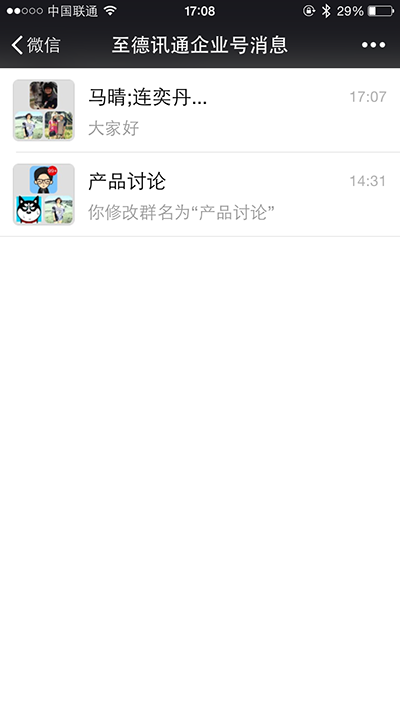 中国联通 17:08 29%
微信 至德讯通企业号消息
马晴;连奕丹... 17:07
大家好
99+
产品讨论 14:31
你修改群名为“产品讨论”